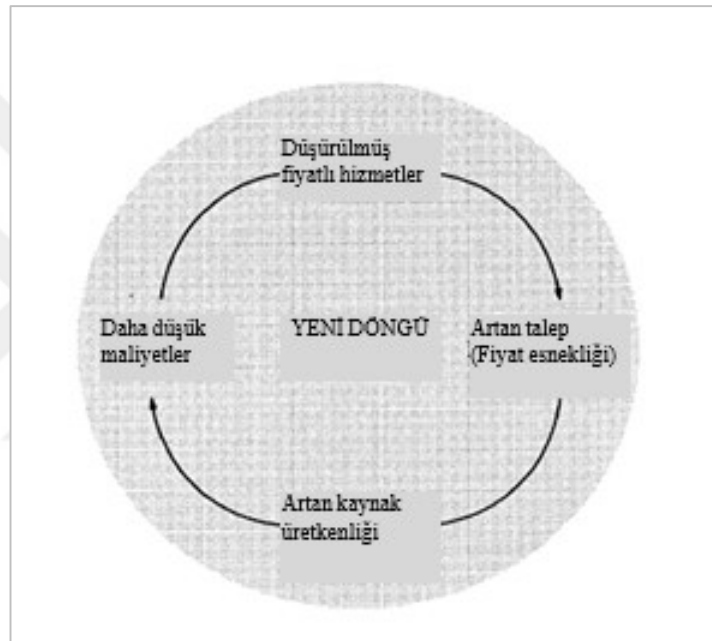 Düşürülmüş
fiyatlı hizmetler
Daha düşük
maliyetler
YENİ DÖNGÜ
Artan talep
(Fiyat esnekliği)
Artan kaynak
üretkenliği